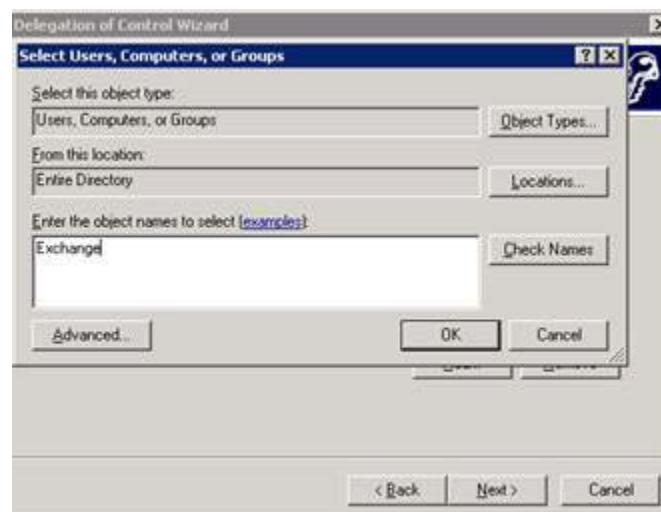 Delegation of Control Wizard
Select Users, Computers, or Groups
Select this object type:
Users, Computers, or Groups
Object Types...
From this location:
Entire Directory
Locations...
Enter the object names to select (examples):
Exchange
Check Names
Advanced...
OK
Cancel
< Back
Next >
Cancel